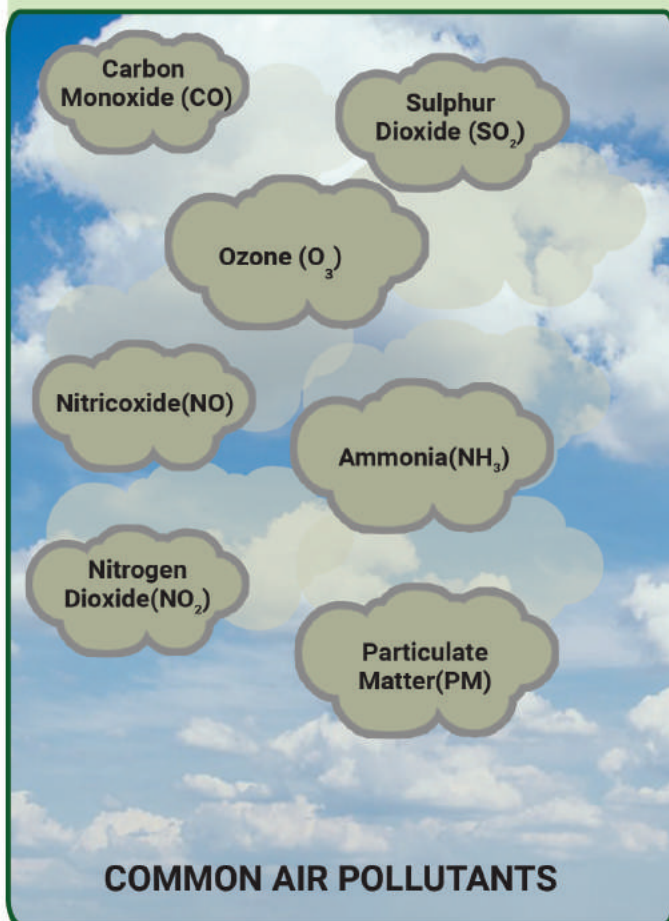 Carbon
Monoxide (CO)
Sulphur
Dioxide (SO₂)
Ozone (O₃)
Nitricoxide(NO)
Ammonia(NH₃)
Nitrogen
Dioxide(NO₂)
Particulate
Matter(PM)
COMMON AIR POLLUTANTS